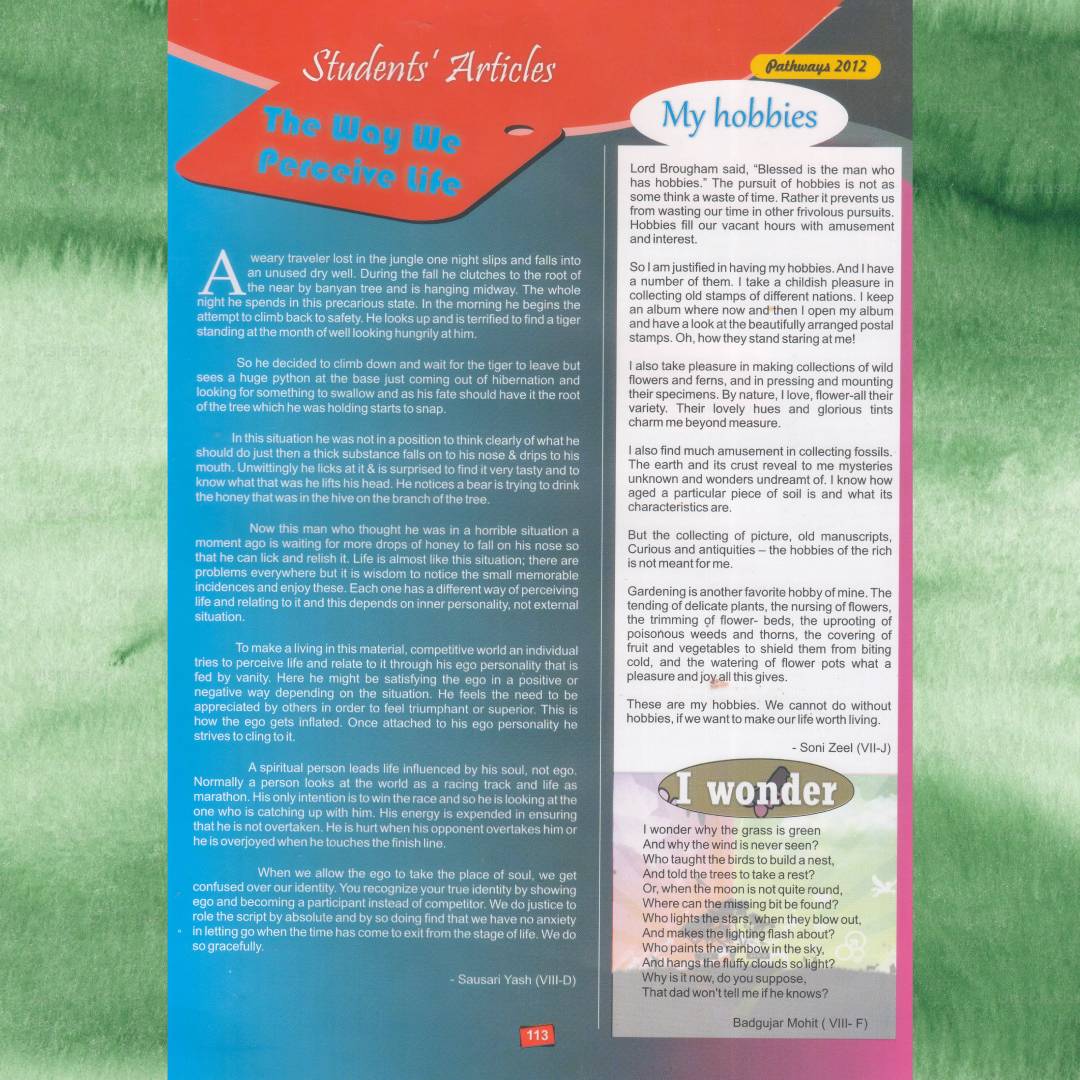 Students' Articles
Pathways 2012
The Way We
Perceive Life
A weary traveler lost in the jungle one night slips and falls into
an unused dry well. During the fall he clutches to the root of
the near by banyan tree and is hanging midway. The whole
night he spends in this precarious state. In the morning he begins the
attempt to climb back to safety. He looks up and is terrified to find a tiger
standing at the month of well looking hungrily at him.
So he decided to climb down and wait for the tiger to leave but
sees a huge python at the base just coming out of hibernation and
looking for something to swallow and as his fate should have it the root
of the tree which he was holding starts to snap.
In this situation he was not in a position to think clearly of what he
should do just then a thick substance falls on to his nose & drips to his
mouth. Unwittingly he licks at it & is surprised to find it very tasty and to
know what that was he lifts his head. He notices a bear is trying to drink
the honey that was in the hive on the branch of the tree.
Now this man who thought he was in a horrible situation a
moment ago is waiting for more drops of honey to fall on his nose so
that he can lick and relish it. Life is almost like this situation; there are
problems everywhere but it is wisdom to notice the small memorable
incidences and enjoy these. Each one has a different way of perceiving
life and relating to it and this depends on inner personality, not external
situation.
To make a living in this material, competitive world an individual
tries to perceive life and relate to it through his ego personality that is
fed by vanity. Here he might be satisfying the ego in a positive or
negative way depending on the situation. He feels the need to be
appreciated by others in order to feel triumphant or superior. This is
how the ego gets inflated. Once attached to his ego personality he
strives to cling to it.
A spiritual person leads life influenced by his soul, not ego.
Normally a person looks at the world as a racing track and life as
marathon. His only intention is to win the race and so he is looking at the
one who is catching up with him. His energy is expended in ensuring
that he is not overtaken. He is hurt when his opponent overtakes him or
he is overjoyed when he touches the finish line.
When we allow the ego to take the place of soul, we get
confused over our identity. You recognize your true identity by showing
ego and becoming a participant instead of competitor. We do justice to
role the script by absolute and by so doing find that we have no anxiety
in letting go when the time has come to exit from the stage of life. We do
so gracefully.
- Sausari Yash (VIII-D)
My hobbies
Lord Brougham said, “Blessed is the man who
has hobbies.” The pursuit of hobbies is not as
some think a waste of time. Rather it prevents us
from wasting our time in other frivolous pursuits.
Hobbies fill our vacant hours with amusement
and interest.
So I am justified in having my hobbies. And I have
a number of them. I take a childish pleasure in
collecting old stamps of different nations. I keep
an album where now and then I open my album
and have a look at the beautifully arranged postal
stamps. Oh, how they stand staring at me!
I also take pleasure in making collections of wild
flowers and ferns, and in pressing and mounting
their specimens. By nature, I love, flower-all their
variety. Their lovely hues and glorious tints
charm me beyond measure.
I also find much amusement in collecting fossils.
The earth and its crust reveal to me mysteries
unknown and wonders undreamt of. I know how
aged a particular piece of soil is and what its
characteristics are.
But the collecting of picture, old manuscripts,
Curious and antiquities – the hobbies of the rich
is not meant for me.
Gardening is another favorite hobby of mine. The
tending of delicate plants, the nursing of flowers,
the trimming of flower- beds, the uprooting of
poisonous weeds and thorns, the covering of
fruit and vegetables to shield them from biting
cold, and the watering of flower pots what a
pleasure and joy all this gives.
These are my hobbies. We cannot do without
hobbies, if we want to make our life worth living.
- Soni Zeel (VII-J)
I wonder
I wonder why the grass is green
And why the wind is never seen?
Who taught the birds to build a nest,
And told the trees to take a rest?
Or, when the moon is not quite round,
Where can the missing bit be found?
Who lights the stars, when they blow out,
And makes the lighting flash about?
Who paints the rainbow in the sky,
And hangs the fluffy clouds so light?
Why is it now, do you suppose,
That dad won't tell me if he knows?
Badgujar Mohit ( VIII- F)
113